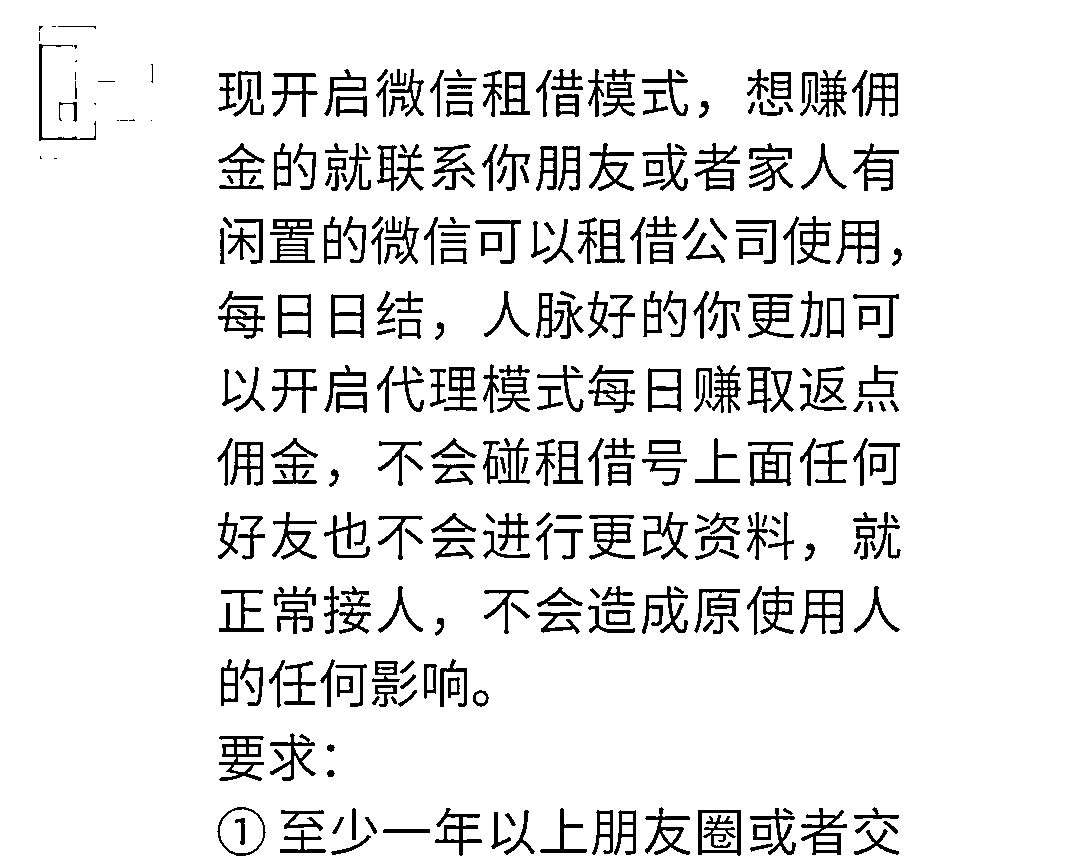 现开启微信租借模式，想赚佣
金的就联系你朋友或者家人有
闲置的微信可以租借公司使用，
每日日结，人脉好的你更加可
以开启代理模式每日赚取返点
佣金，不会碰租借号上面任何
好友也不会进行更改资料，就
正常接人，不会造成原使用人
的任何影响。
要求：
① 至少一年以上朋友圈或者交